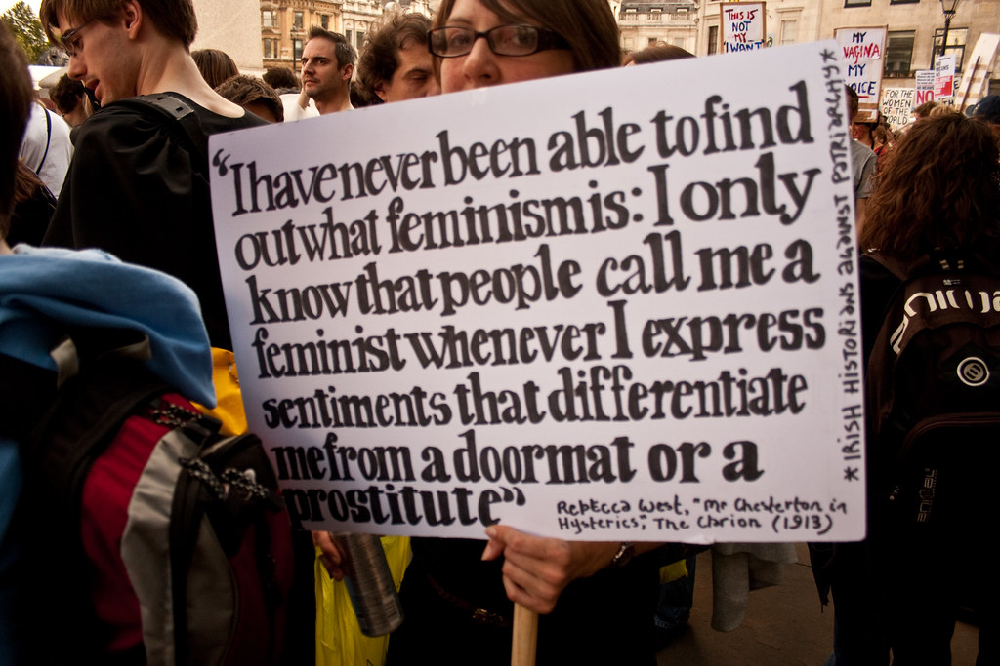 “I have never been able to find
out what feminism is: I only
know that people call me a
feminist whenever I express
sentiments that differentiate
me from a doormat or a
prostitute”
Rebecca West, "Mr Chesterton in
Hysterics", The Clarion (1913)
* IRISH HISTORIANS AGAINST PATRIARCHY *
THIS IS
NOT
MY
I WANT
MY
VAGINA
MY
FOR THE
WOMEN OF
THE WORLD
NO